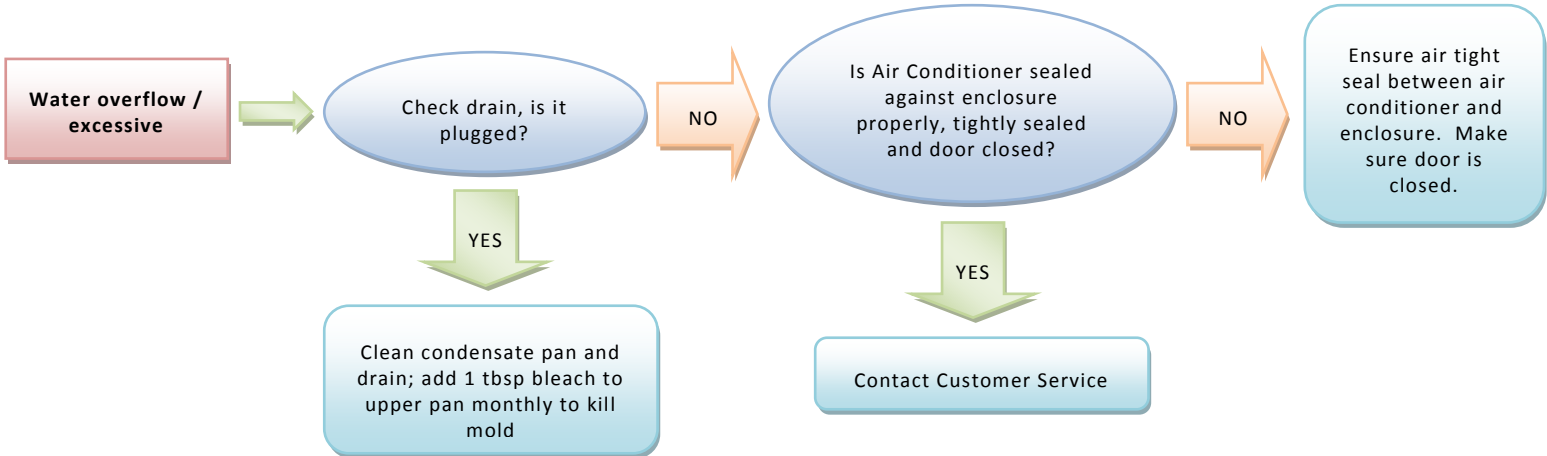 Water overflow /
excessive
Check drain, is it
plugged?
NO
Is Air Conditioner sealed
against enclosure
properly, tightly sealed
and door closed?
NO
Ensure air tight
seal between air
conditioner and
enclosure. Make
sure door is
closed.
YES
YES
Clean condensate pan and
drain; add 1 tbsp bleach to
upper pan monthly to kill
mold
Contact Customer Service